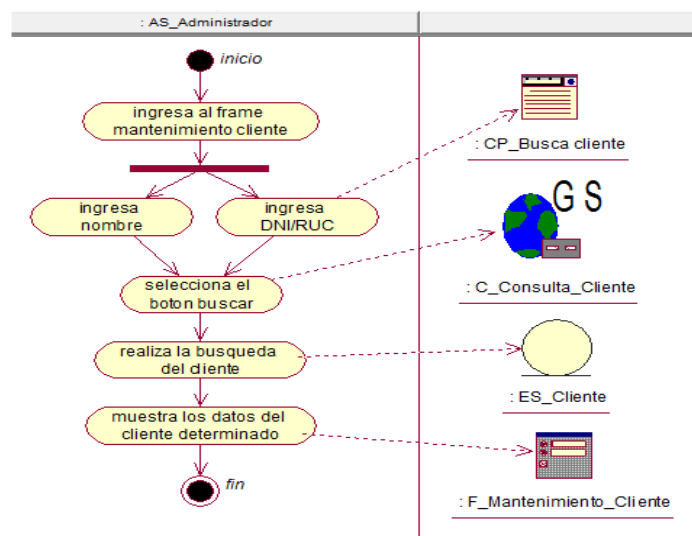 : AS_Administrador
inicio
ingresa al frame
mantenimiento cliente
: CP_Busca cliente
ingresa
nombre
ingresa
DNI/RUC
G S
selecciona el
boton buscar
: C_Consulta_Cliente
realiza la busqueda
del cliente
: ES_Cliente
muestra los datos del
cliente determinado
fin
: F_Mantenimiento_Cliente